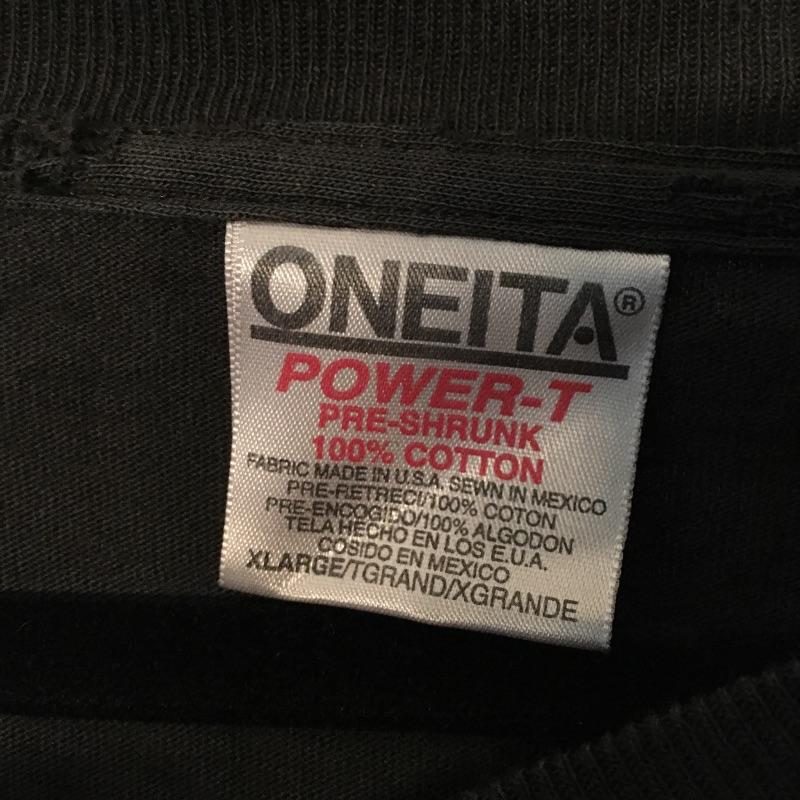 ONEITA®
POWER-T
PRE-SHRUNK
100% COTTON
FABRIC MADE IN U.S.A. SEWN IN MEXICO
PRE-RETRECI/100% COTON
PRE-ENCOGIDO/100% ALGODON
TELA HECHO EN LOS E.U.A.
COSIDO EN MEXICO
XLARGE/TGRAND/XGRANDE